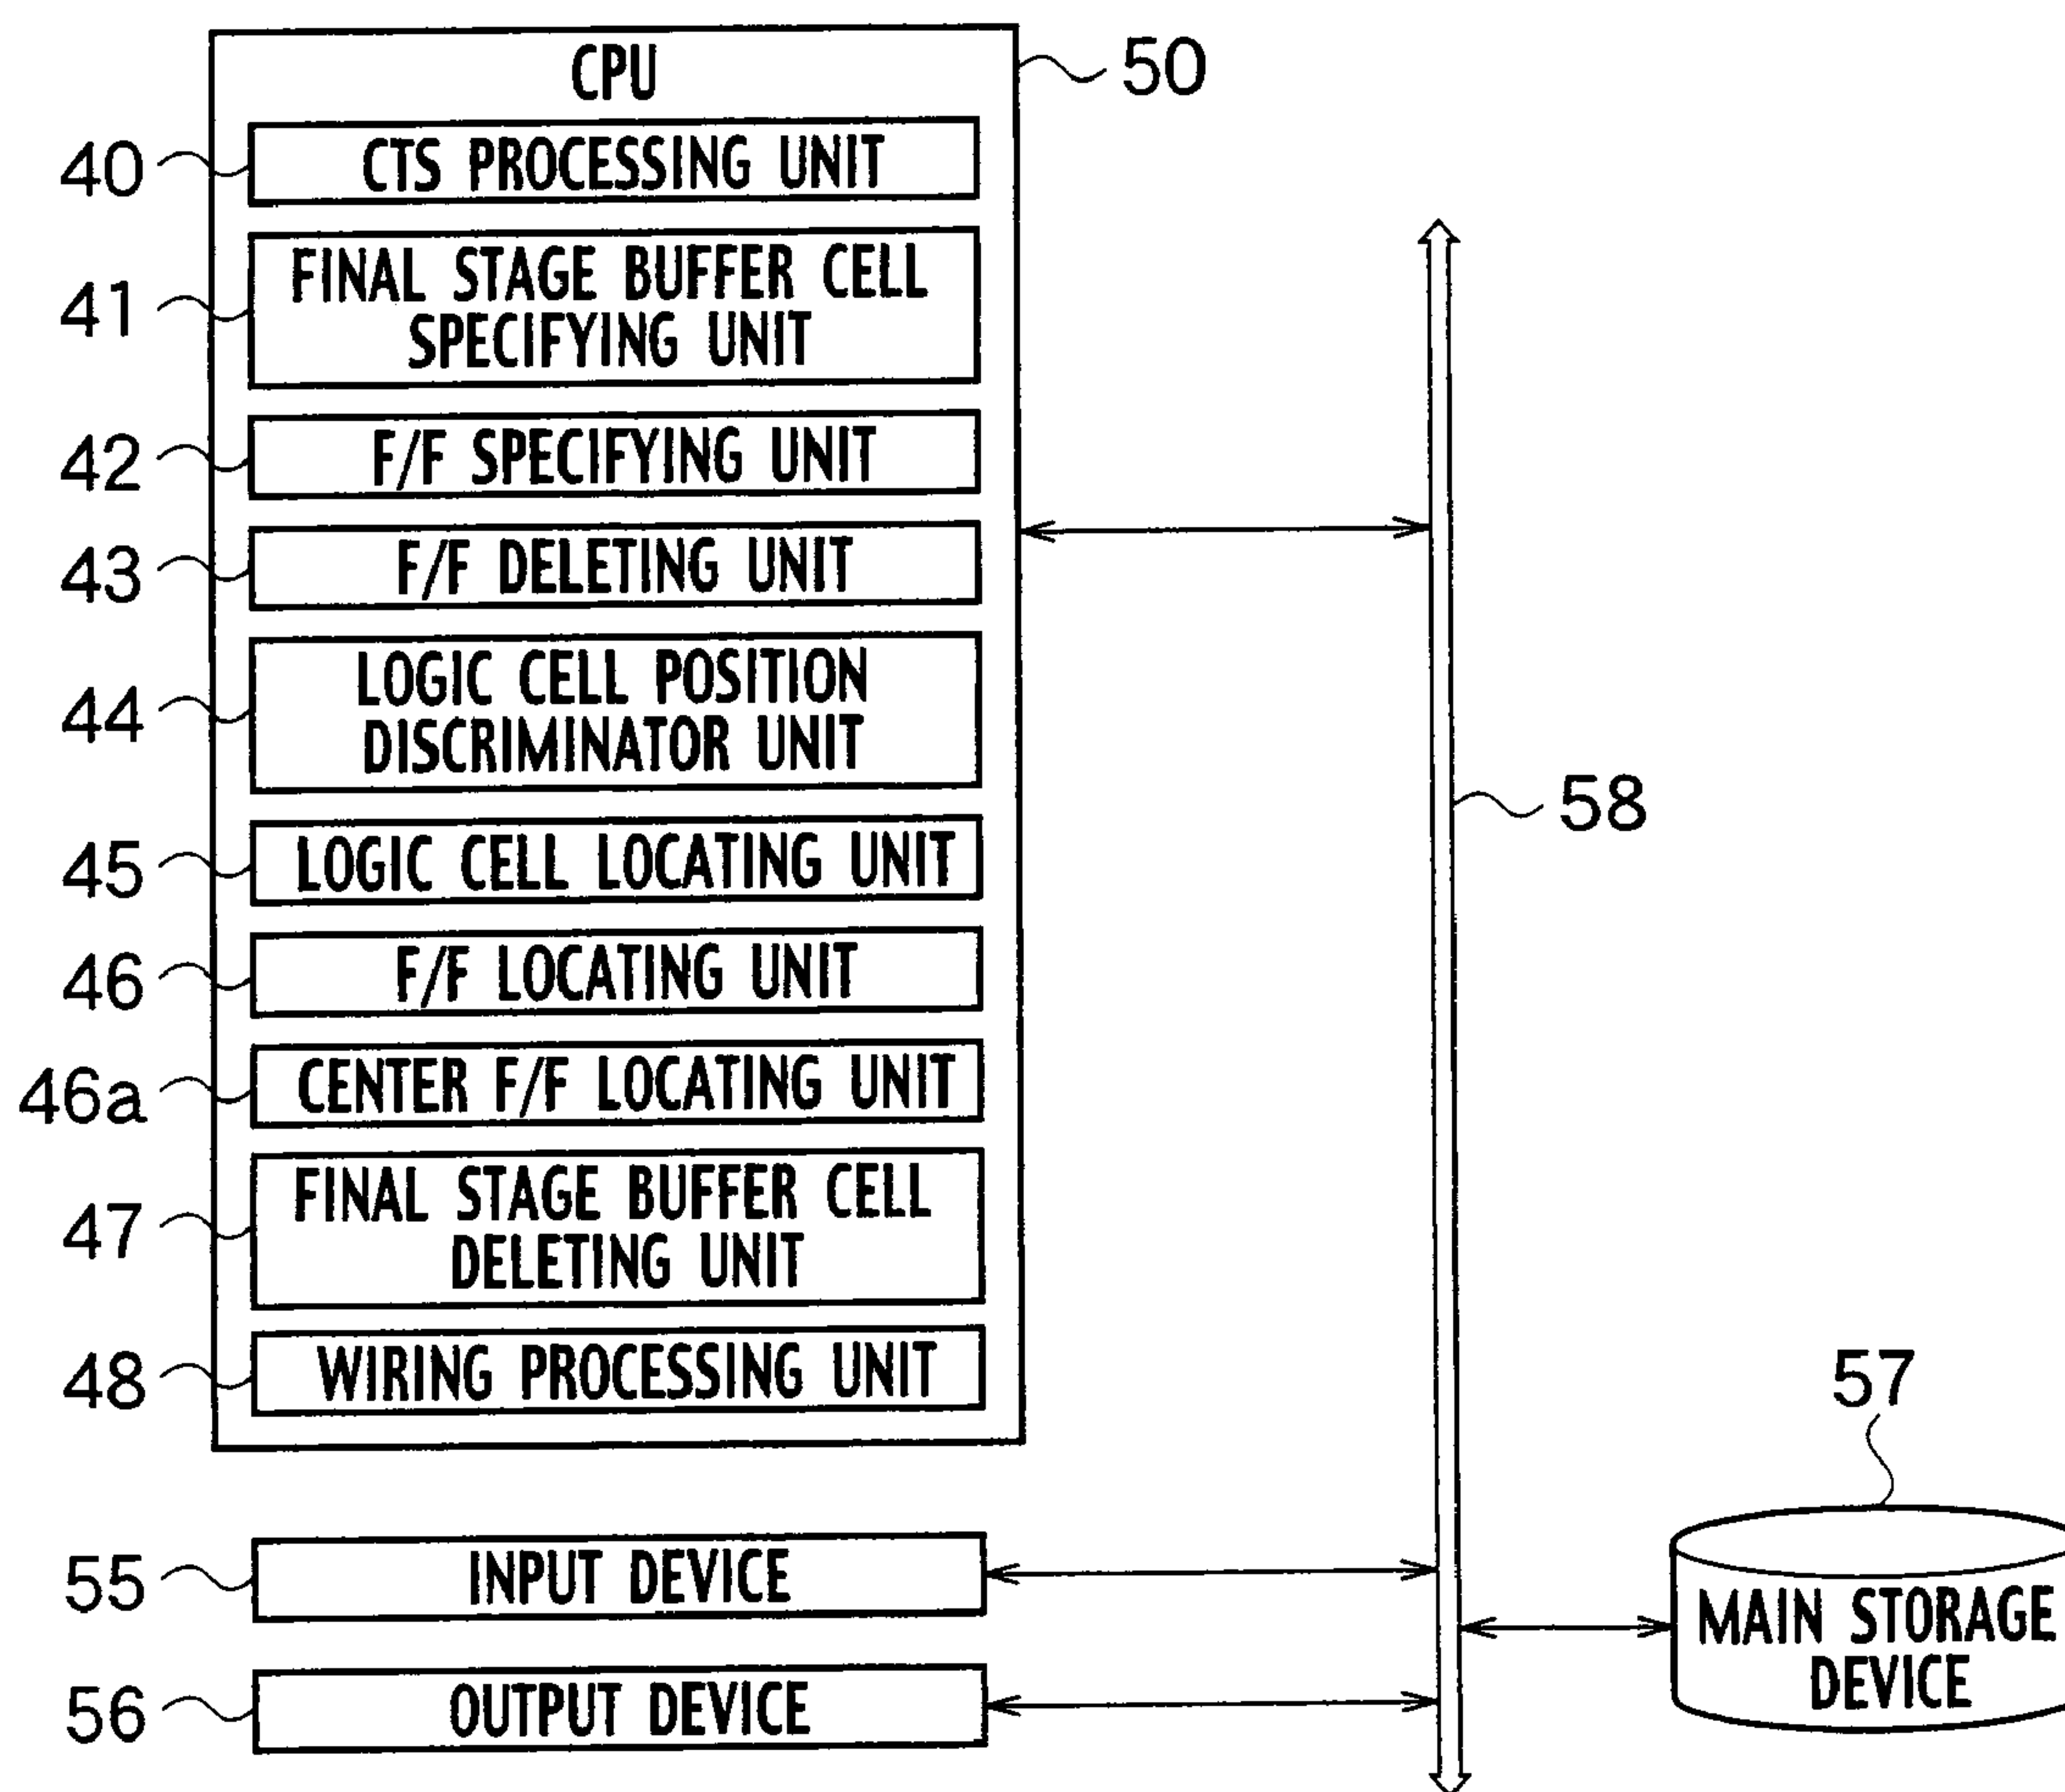 CPU
50
40
CTS PROCESSING UNIT
41
FINAL STAGE BUFFER CELL
SPECIFYING UNIT
42
F/F SPECIFYING UNIT
43
F/F DELETING UNIT
44
LOGIC CELL POSITION
DISCRIMINATOR UNIT
58
45
LOGIC CELL LOCATING UNIT
46
F/F LOCATING UNIT
46a
CENTER F/F LOCATING UNIT
47
FINAL STAGE BUFFER CELL
DELETING UNIT
48
WIRING PROCESSING UNIT
57
55
INPUT DEVICE
MAIN STORAGE
DEVICE
56
OUTPUT DEVICE